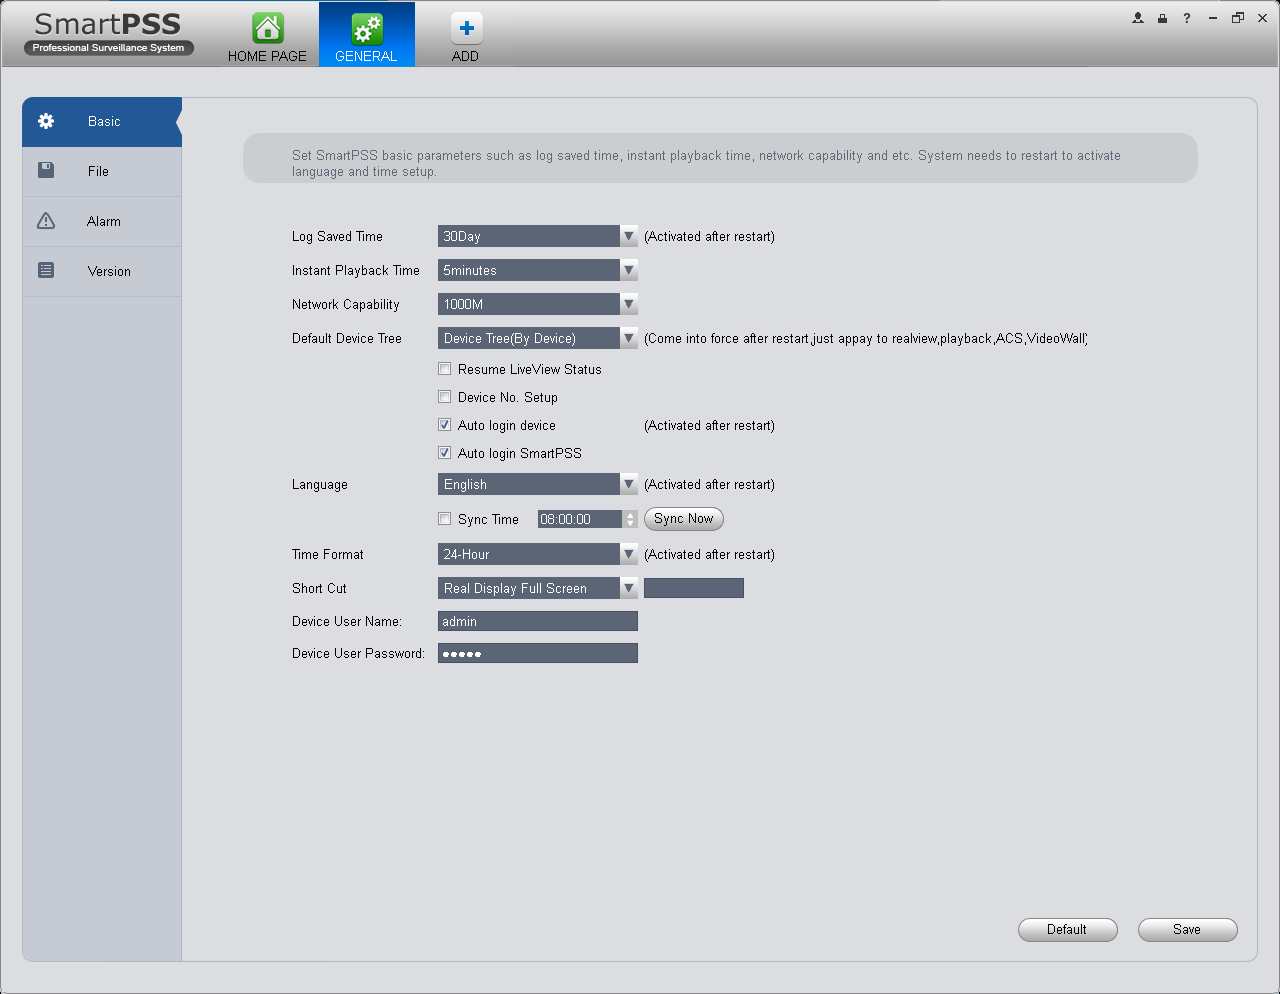 SmartPSS
Professional Surveillance System
HOME PAGE
GENERAL
ADD
?
Basic
File
Alarm
Version
Set SmartPSS basic parameters such as log saved time, instant playback time, network capability and etc. System needs to restart to activate
language and time setup.
Log Saved Time 30Day (Activated after restart)
Instant Playback Time 5minutes
Network Capability 1000M
Default Device Tree Device Tree(By Device) (Come into force after restart,just appay to realview,playback,ACS,VideoWall)
Resume LiveView Status
Device No. Setup
Auto login device (Activated after restart)
Auto login SmartPSS
Language English (Activated after restart)
Sync Time 08:00:00 Sync Now
Time Format 24-Hour (Activated after restart)
Short Cut Real Display Full Screen
Device User Name: admin
Device User Password: ●●●●●
Default Save